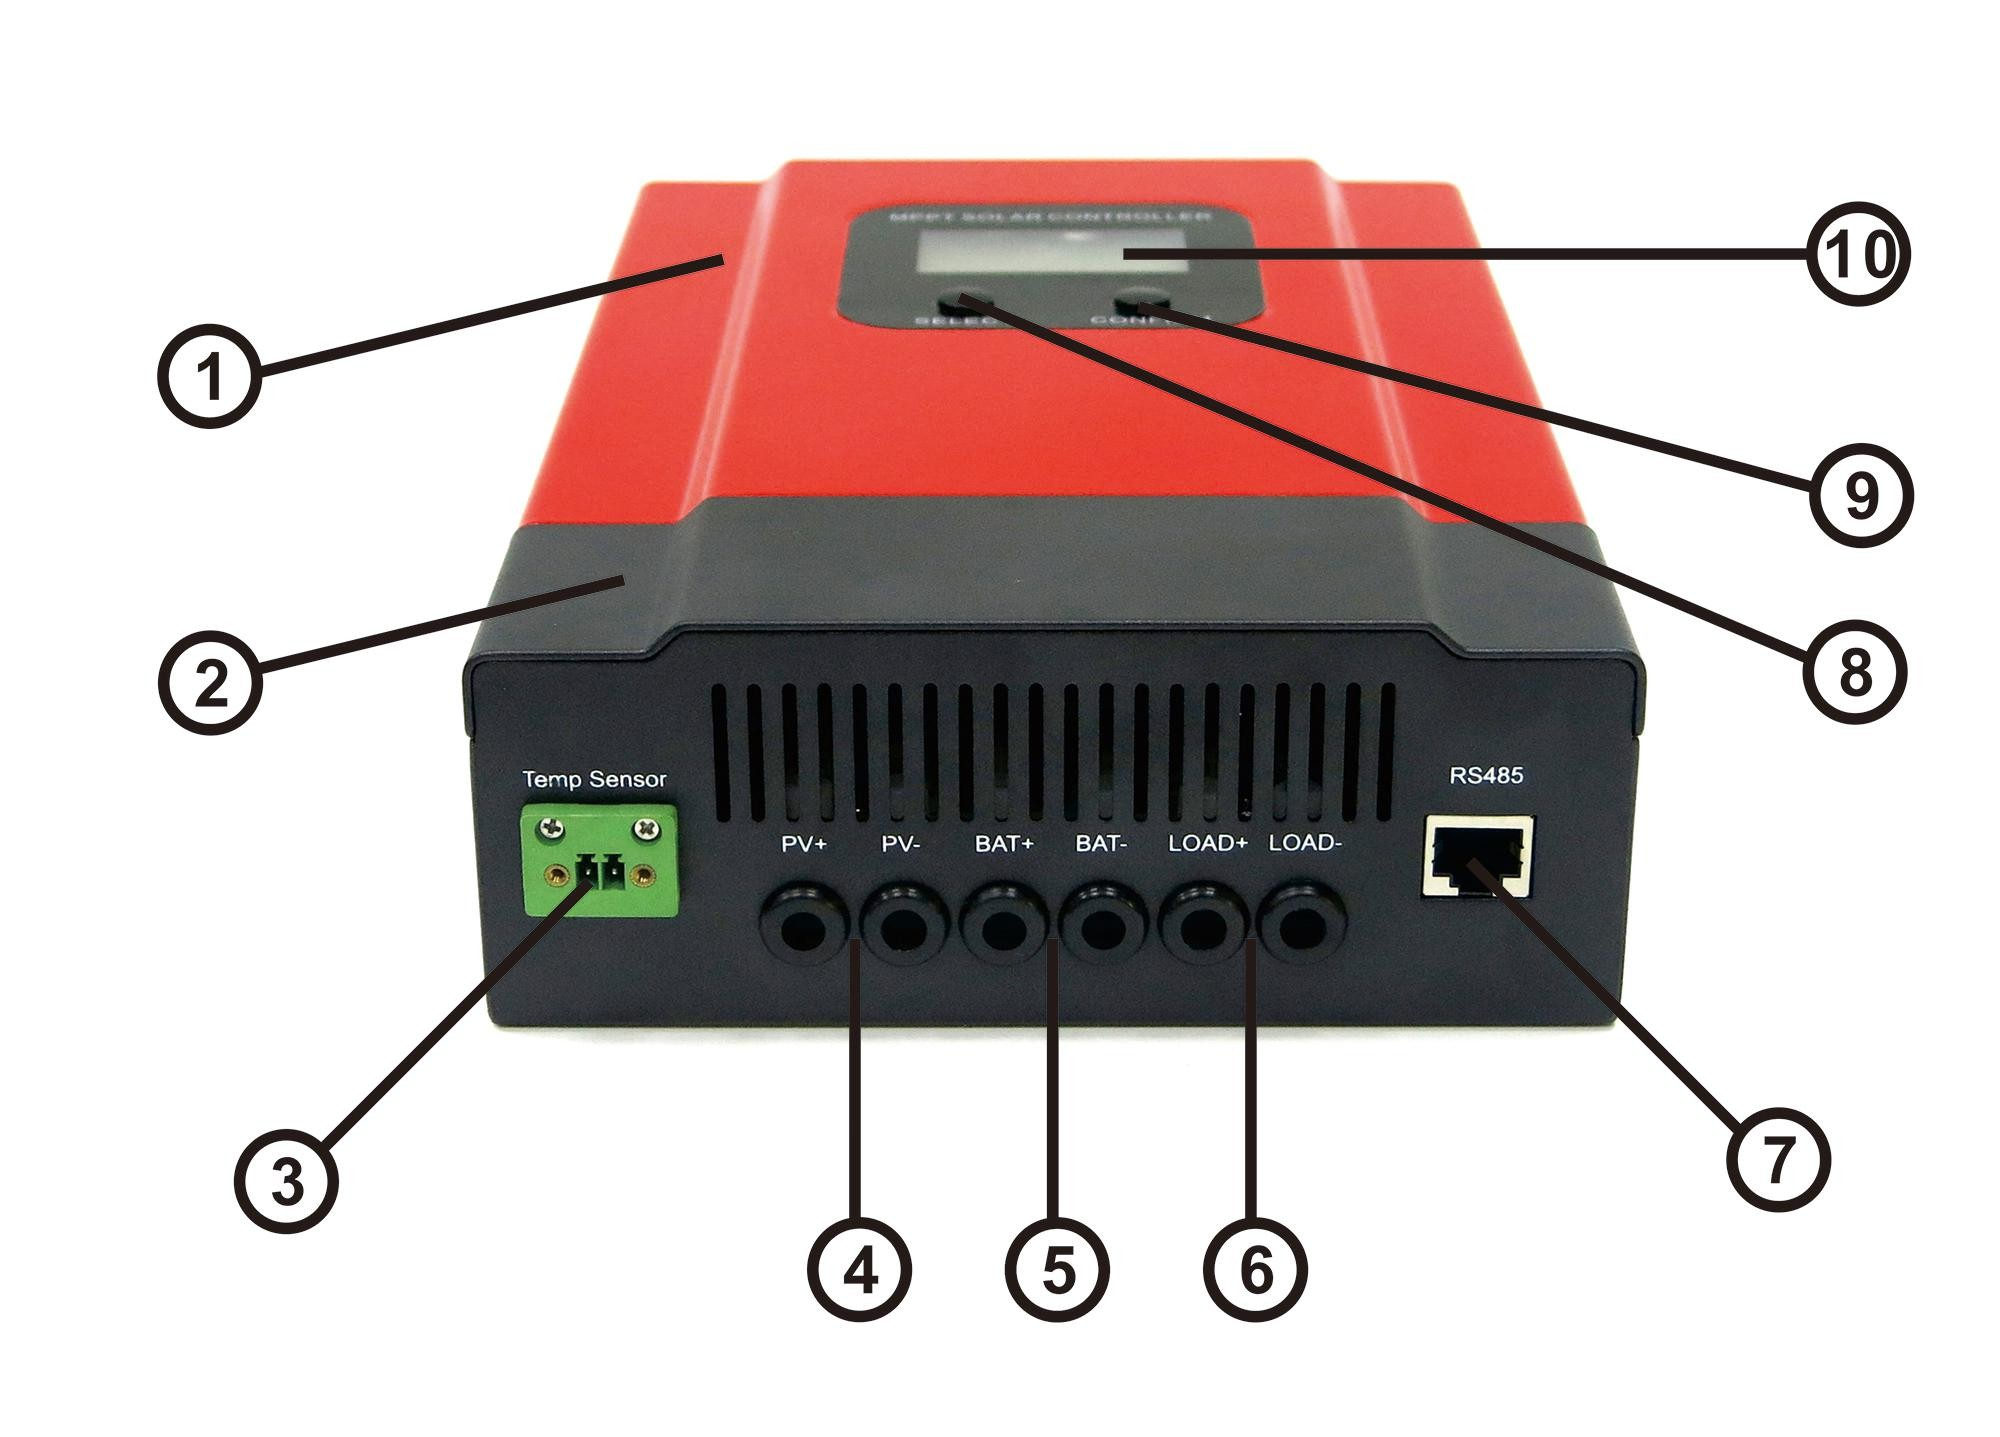 MPPT SOLAR CONTROLLER
10
1
9
2
8
Temp Sensor
RS485
PV+ PV- BAT+ BAT- LOAD+ LOAD-
3
7
4
5
6